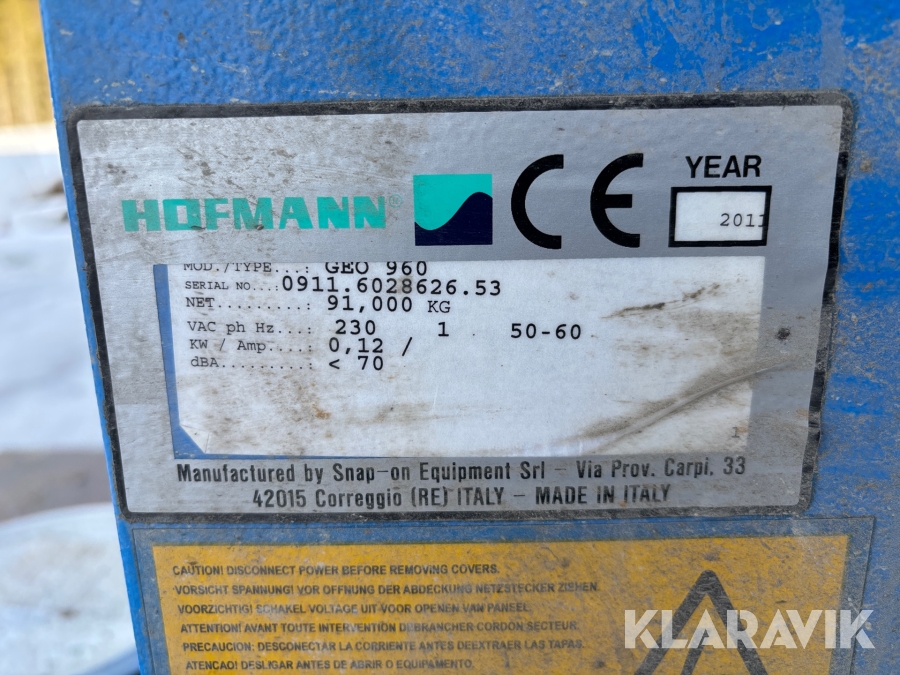 HOFMANN®
CE
YEAR
2011
MOD./TYPE...: GEO 960
SERIAL NO...:0911.6028626.53
NET........: 91,000 KG
VAC ph Hz...: 230 1 50-60
KW / Amp....: 0,12 /
dBA.........: < 70
1
Manufactured by Snap-on Equipment Srl - Via Prov. Carpi. 33
42015 Correggio (RE) ITALY - MADE IN ITALY
CAUTION! DISCONNECT POWER BEFORE REMOVING COVERS.
VORSICHT SPANNUNG! VOR OFFNUNG DER ABDECKUNG NETZSTECKER ZIEHEN.
VOORZICHTIG! SCHAKEL VOLTAGE UIT VOOR OPENEN VAN PANEEL.
ATTENTION! AVANT TOUTE INTERVENTION DEBRANCHER CORDON SECTEUR.
PRECAUCION: DESCONECTAR LA CORRIENTE ANTES DEEXTRAER LAS TAPAS.
ATENCAO! DESLIGAR ANTES DE ABRIR O EQUIPAMENTO.
KLARAVIK